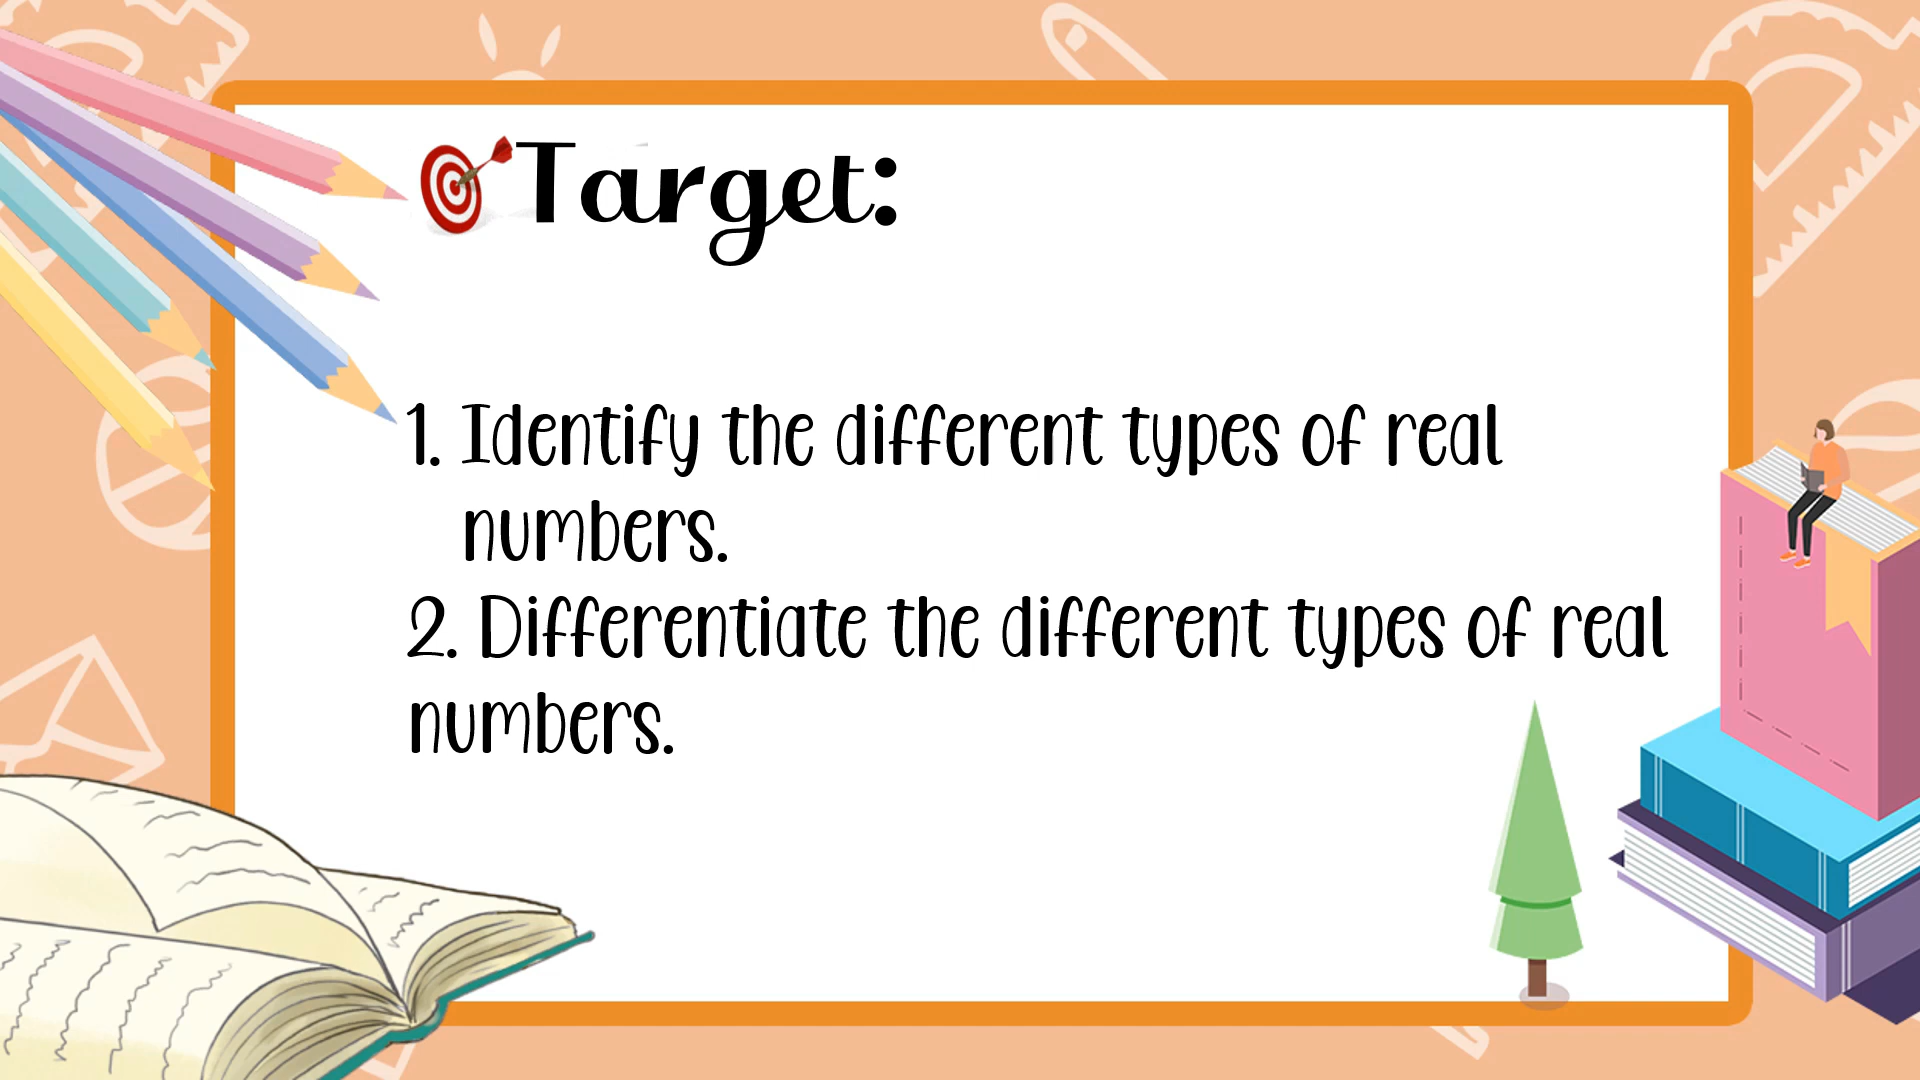 Target:
1. Identify the different types of real
numbers.
2. Differentiate the different types of real
numbers.